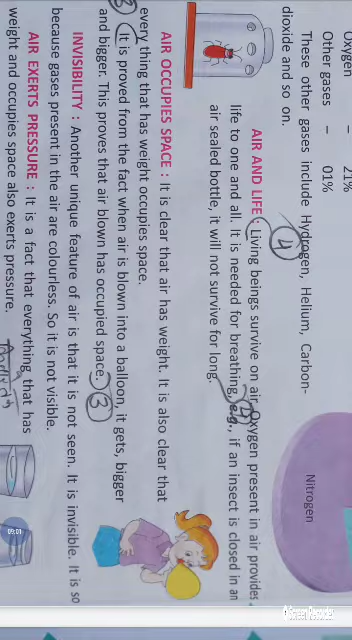 Oxygen – 21%
Other gases – 01%
These other gases include Hydrogen, Helium, Carbon-
dioxide and so on.
Nitrogen
4
AIR AND LIFE : Living beings survive on air. Oxygen present in air provides
life to one and all. It is needed for breathing, e.g., if an insect is closed in an
air sealed bottle, it will not survive for long.
AIR OCCUPIES SPACE : It is clear that air has weight. It is also clear that
every thing that has weight occupies space.
3 It is proved from the fact when air is blown into a balloon, it gets, bigger
and bigger. This proves that air blown has occupied space. 3
INVISIBILITY : Another unique feature of air is that it is not seen. It is invisible. It is so
because gases present in the air are colourless. So it is not visible.
AIR EXERTS PRESSURE : It is a fact that everything that has
weight and occupies space also exerts pressure.
09:01